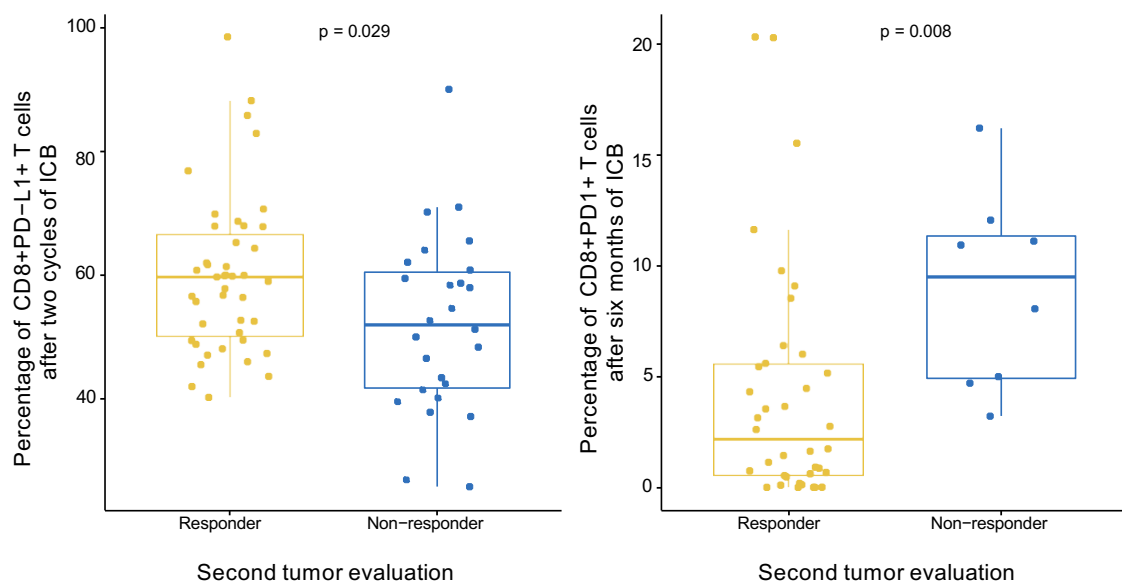 p = 0.029
100
80
60
40
Percentage of CD8+PD−L1+ T cells
after two cycles of ICB
Responder
Non−responder
Second tumor evaluation
p = 0.008
20
15
10
5
0
Percentage of CD8+PD1+ T cells
after six months of ICB
Responder
Non−responder
Second tumor evaluation